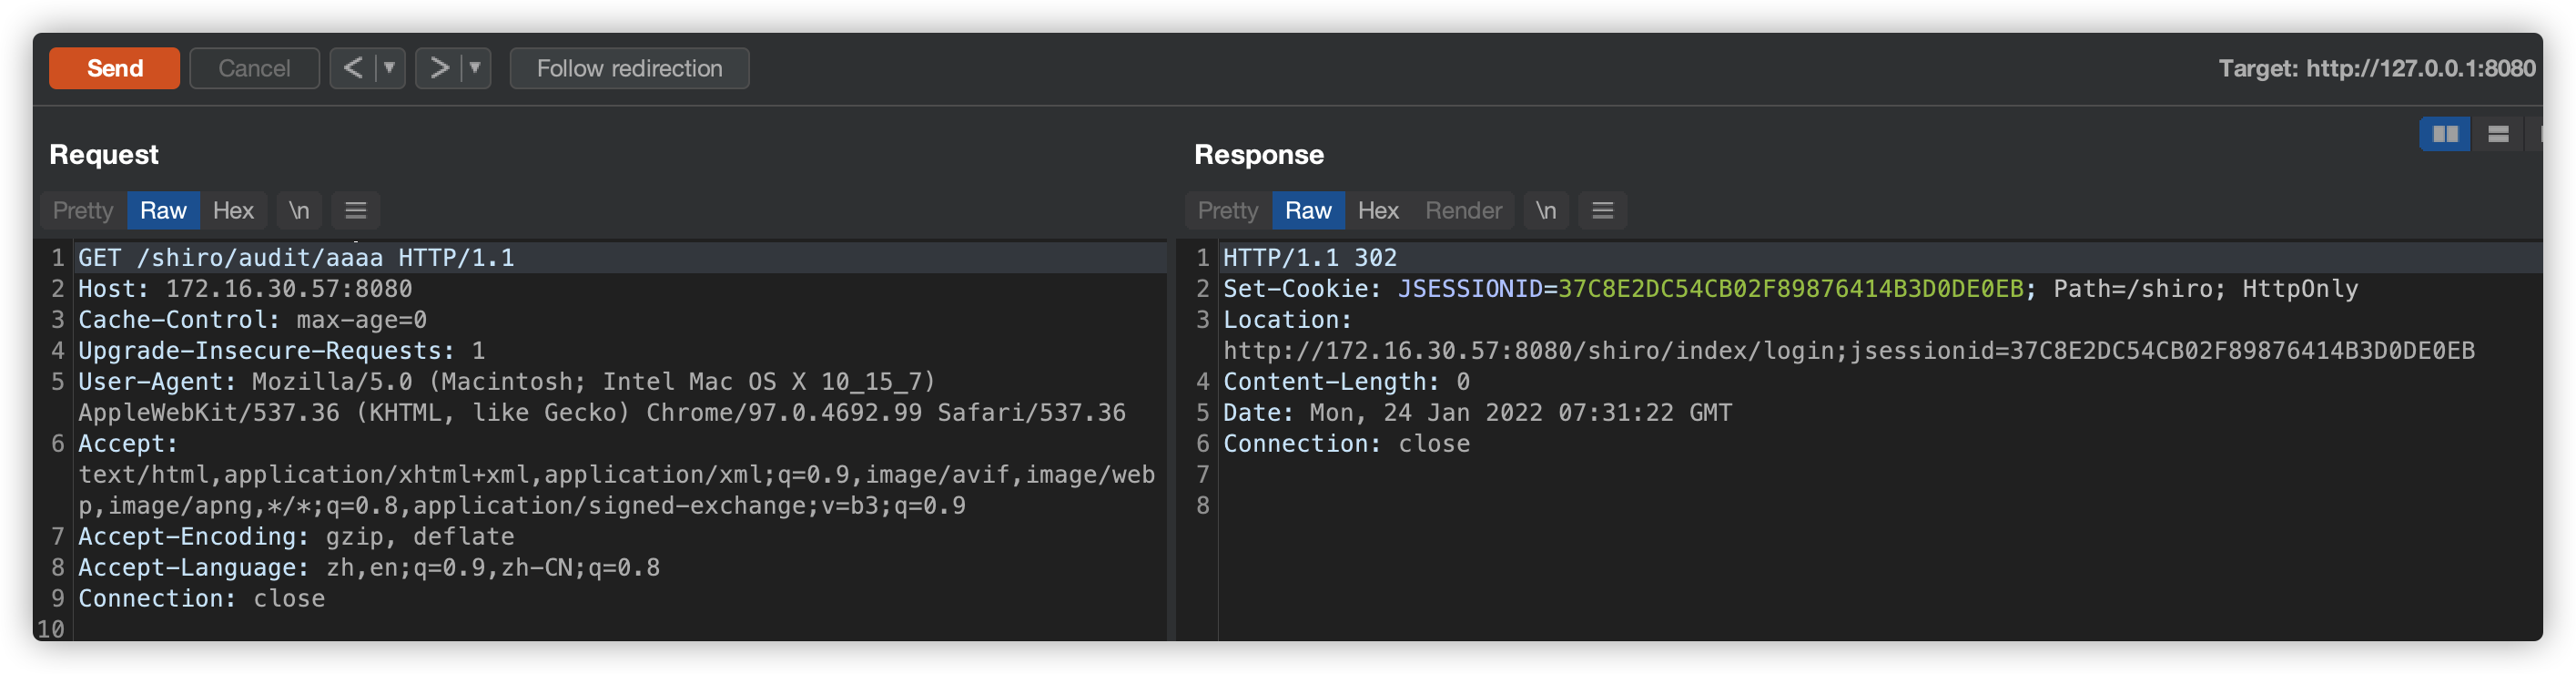 Send Cancel < ▼ > ▼ Follow redirection Target: http://127.0.0.1:8080
Request
Pretty Raw Hex \n
1 GET /shiro/audit/aaaa HTTP/1.1
2 Host: 172.16.30.57:8080
3 Cache-Control: max-age=0
4 Upgrade-Insecure-Requests: 1
5 User-Agent: Mozilla/5.0 (Macintosh; Intel Mac OS X 10_15_7)
AppleWebKit/537.36 (KHTML, like Gecko) Chrome/97.0.4692.99 Safari/537.36
6 Accept:
text/html,application/xhtml+xml,application/xml;q=0.9,image/avif,image/web
p,image/apng,*/*;q=0.8,application/signed-exchange;v=b3;q=0.9
7 Accept-Encoding: gzip, deflate
8 Accept-Language: zh,en;q=0.9,zh-CN;q=0.8
9 Connection: close
10
Response
Pretty Raw Hex Render \n
1 HTTP/1.1 302
2 Set-Cookie: JSESSIONID=37C8E2DC54CB02F89876414B3D0DE0EB; Path=/shiro; HttpOnly
3 Location:
http://172.16.30.57:8080/shiro/index/login;jsessionid=37C8E2DC54CB02F89876414B3D0DE0EB
4 Content-Length: 0
5 Date: Mon, 24 Jan 2022 07:31:22 GMT
6 Connection: close
7
8